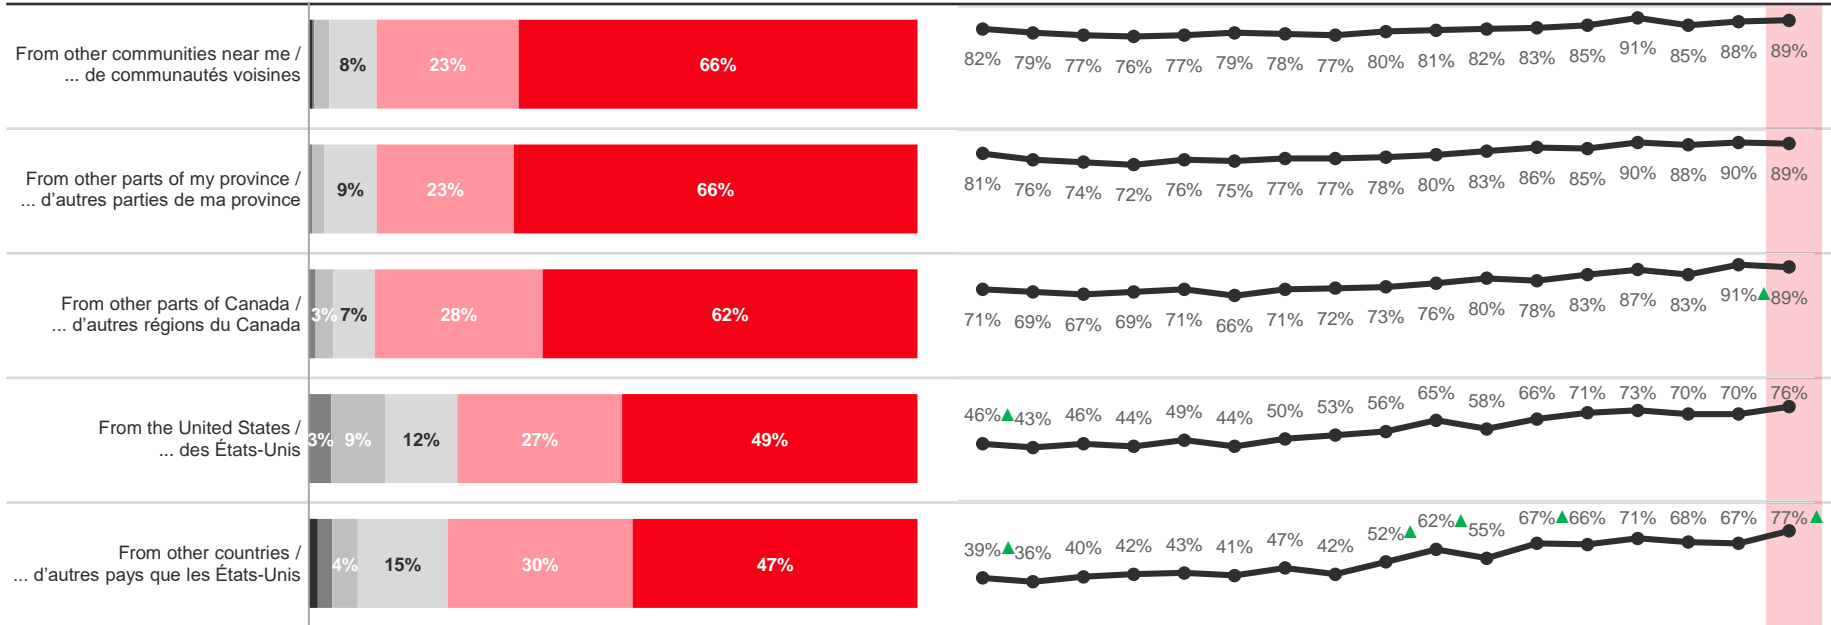 From other communities near me /
... de communautés voisines
8% 23% 66%
82% 79% 77% 76% 77% 79% 78% 77% 80% 81% 82% 83% 85% 91% 85% 88% 89%
From other parts of my province /
... d'autres parties de ma province
9% 23% 66%
81% 76% 74% 72% 76% 75% 77% 77% 78% 80% 83% 86% 85% 90% 88% 90% 89%
From other parts of Canada /
... d'autres régions du Canada
3% 7% 28% 62%
71% 69% 67% 69% 71% 66% 71% 72% 73% 76% 80% 78% 83% 87% 83% 91% 89%
From the United States /
... des États-Unis
3% 9% 12% 27% 49%
46% 43% 46% 44% 49% 44% 50% 53% 56% 65% 58% 66% 71% 73% 70% 70% 76%
From other countries /
... d'autres pays que les États-Unis
4% 15% 30% 47%
39% 36% 40% 42% 43% 41% 47% 42% 52% 62% 55% 67% 66% 71% 68% 67% 77%